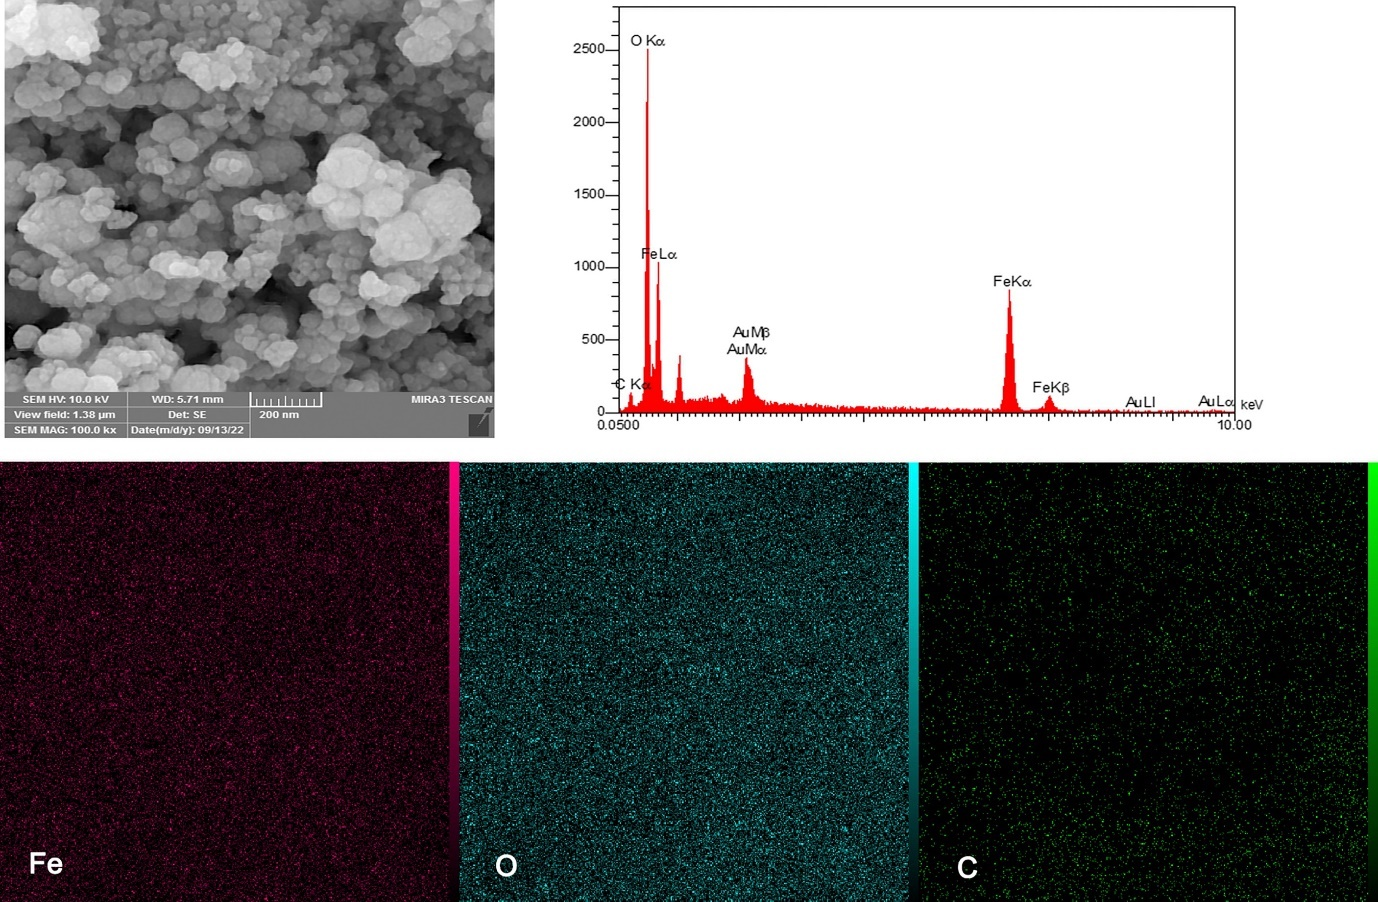 SEM HV: 10.0 kV
WD: 5.71 mm
MIRA3 TESCAN
View field: 1.38 µm
Det: SE
200 nm
SEM MAG: 100.0 kx
Date(m/d/y): 09/13/22
2500
2000
1500
1000
500
0
O Kα
FeLα
C Kα
AuMβ
AuMα
FeKα
FeKβ
AuLl
AuLα
keV
0.0500
10.00
Fe
O
C